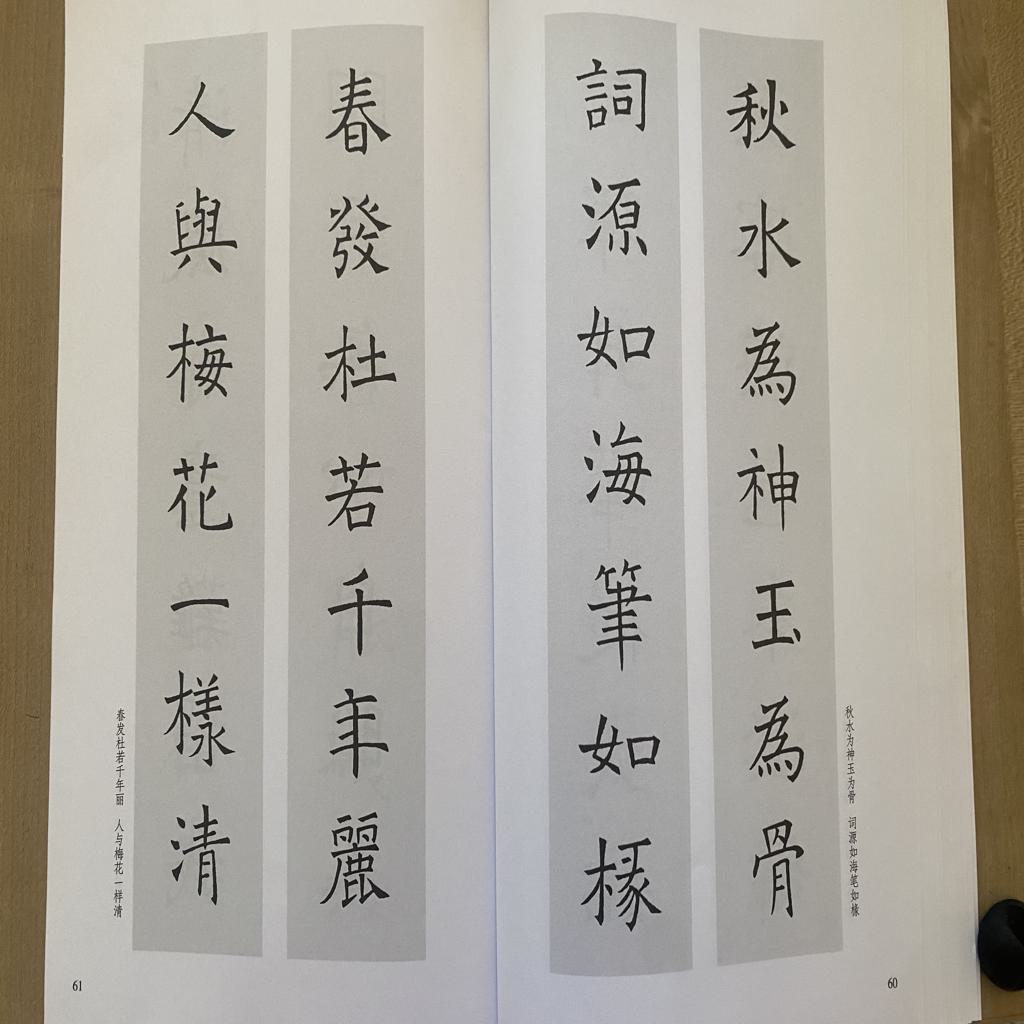 秋水為神玉為骨
詞源如海筆如椽
秋水为神玉为骨 词源如海笔如椽
60
春發杜若千年麗
人與梅花一樣清
春发杜若千年丽 人与梅花一样清
61